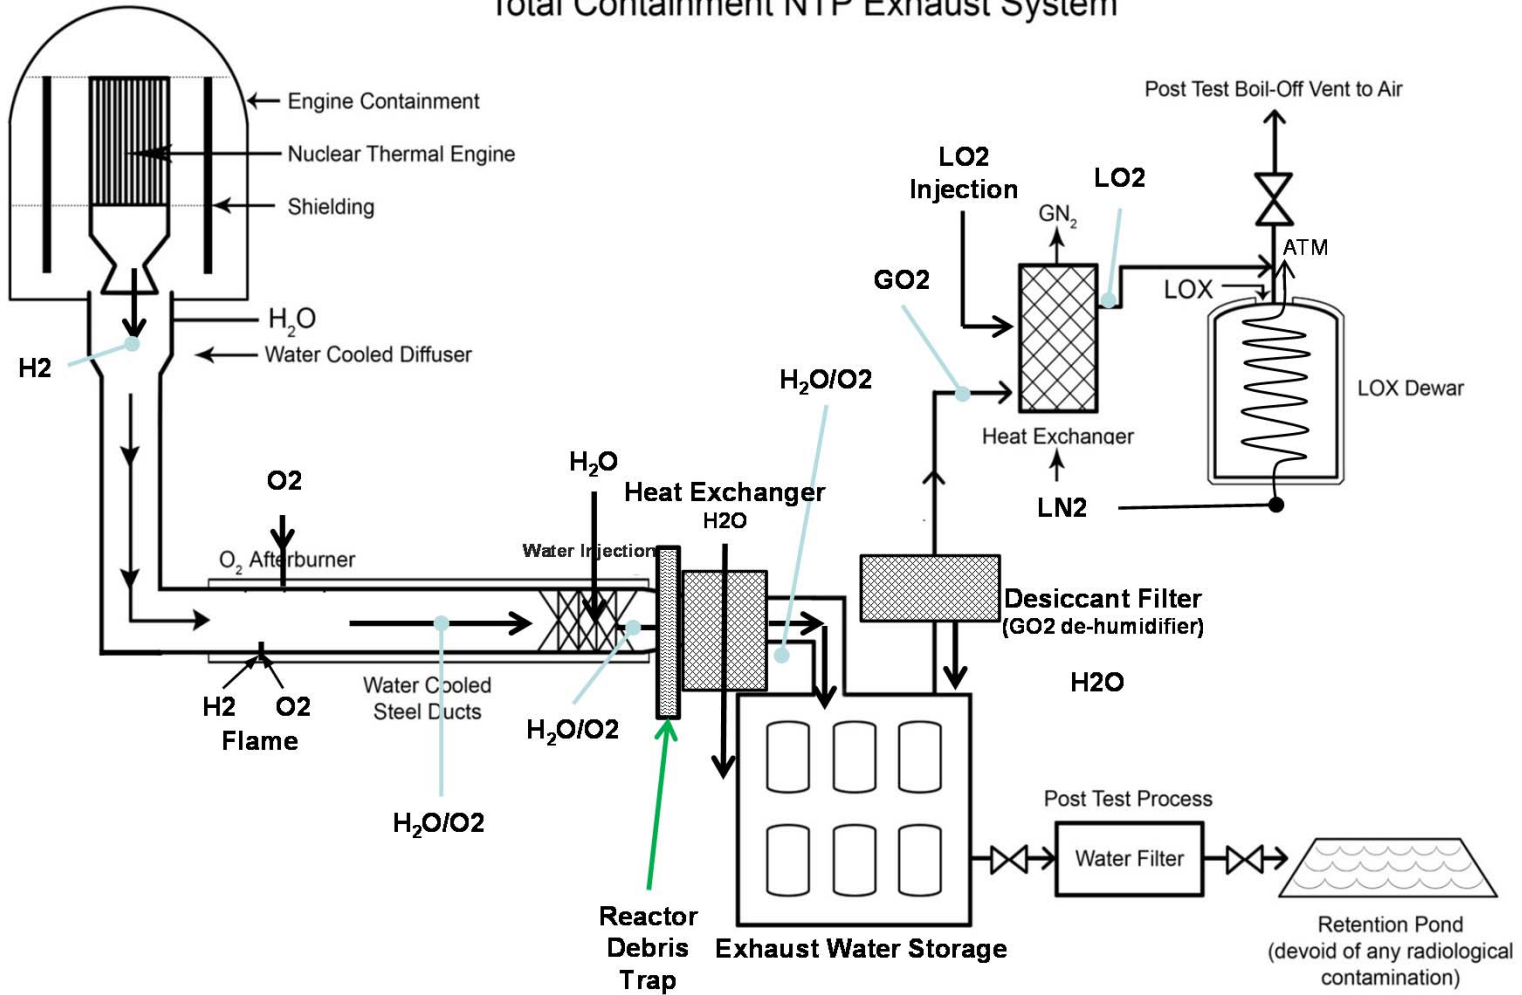 Total Containment NTP Exhaust System
Engine Containment
Nuclear Thermal Engine
Shielding
H₂O
Water Cooled Diffuser
H2
O2
O₂ Afterburner
H2 O2
Flame
Water Cooled
Steel Ducts
H₂O/O2
H₂O
Water Injection
H₂O/O2
Heat Exchanger
H2O
H₂O/O2
Reactor
Debris
Trap
Exhaust Water Storage
Desiccant Filter
(GO2 de-humidifier)
H2O
GO2
LO2
Injection
GN₂
LO2
Heat Exchanger
LN2
Post Test Boil-Off Vent to Air
ATM
LOX
LOX Dewar
Post Test Process
Water Filter
Retention Pond
(devoid of any radiological
contamination)